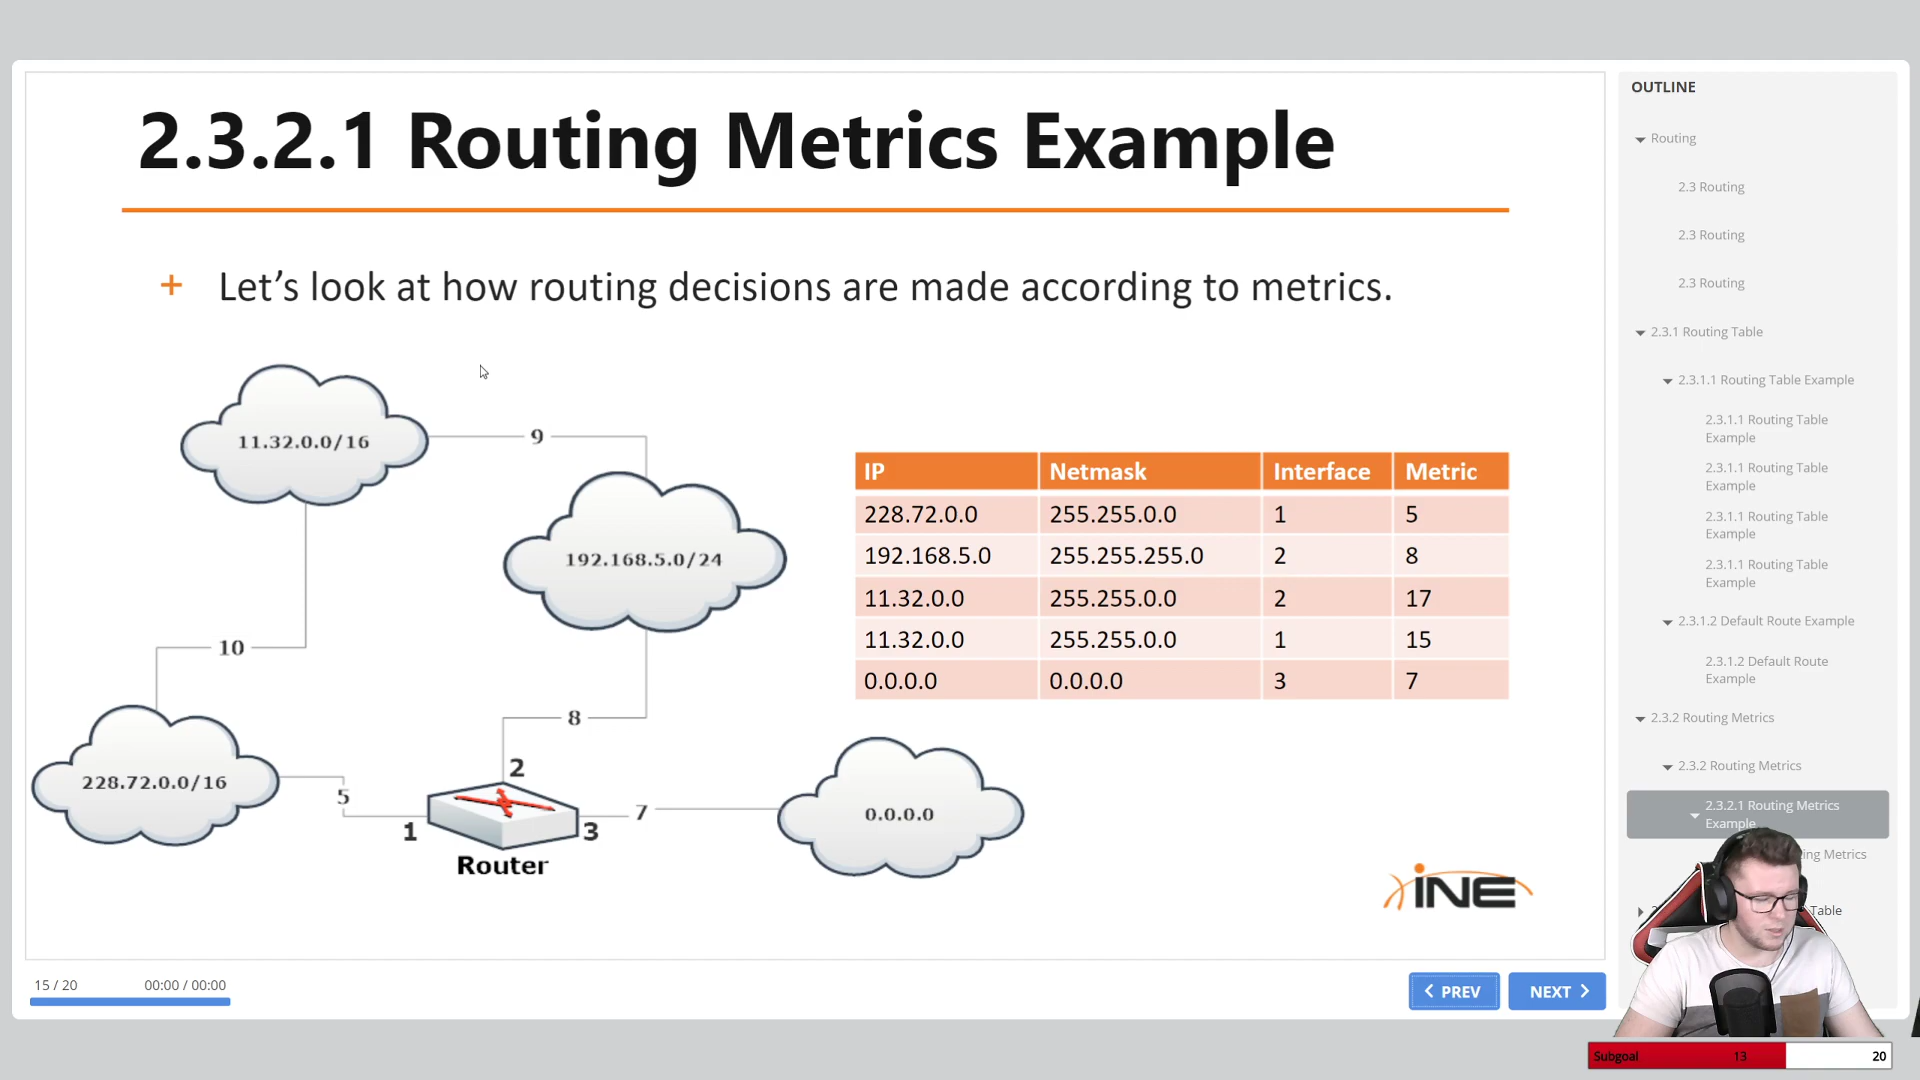 2.3.2.1 Routing Metrics Example
+ Let’s look at how routing decisions are made according to metrics.
11.32.0.0/16
9
192.168.5.0/24
10
8
228.72.0.0/16
5
1
2
3
7
0.0.0.0
Router
IP Netmask Interface Metric
228.72.0.0 255.255.0.0 1 5
192.168.5.0 255.255.255.0 2 8
11.32.0.0 255.255.0.0 2 17
11.32.0.0 255.255.0.0 1 15
0.0.0.0 0.0.0.0 3 7
iNE
15 / 20
00:00 / 00:00
PREV
NEXT
OUTLINE
Routing
2.3 Routing
2.3 Routing
2.3 Routing
2.3.1 Routing Table
2.3.1.1 Routing Table Example
2.3.1.1 Routing Table
Example
2.3.1.1 Routing Table
Example
2.3.1.1 Routing Table
Example
2.3.1.1 Routing Table
Example
2.3.1.2 Default Route Example
2.3.1.2 Default Route
Example
2.3.2 Routing Metrics
2.3.2 Routing Metrics
2.3.2.1 Routing Metrics
Example
Metrics
Table
Subgoal 13 20